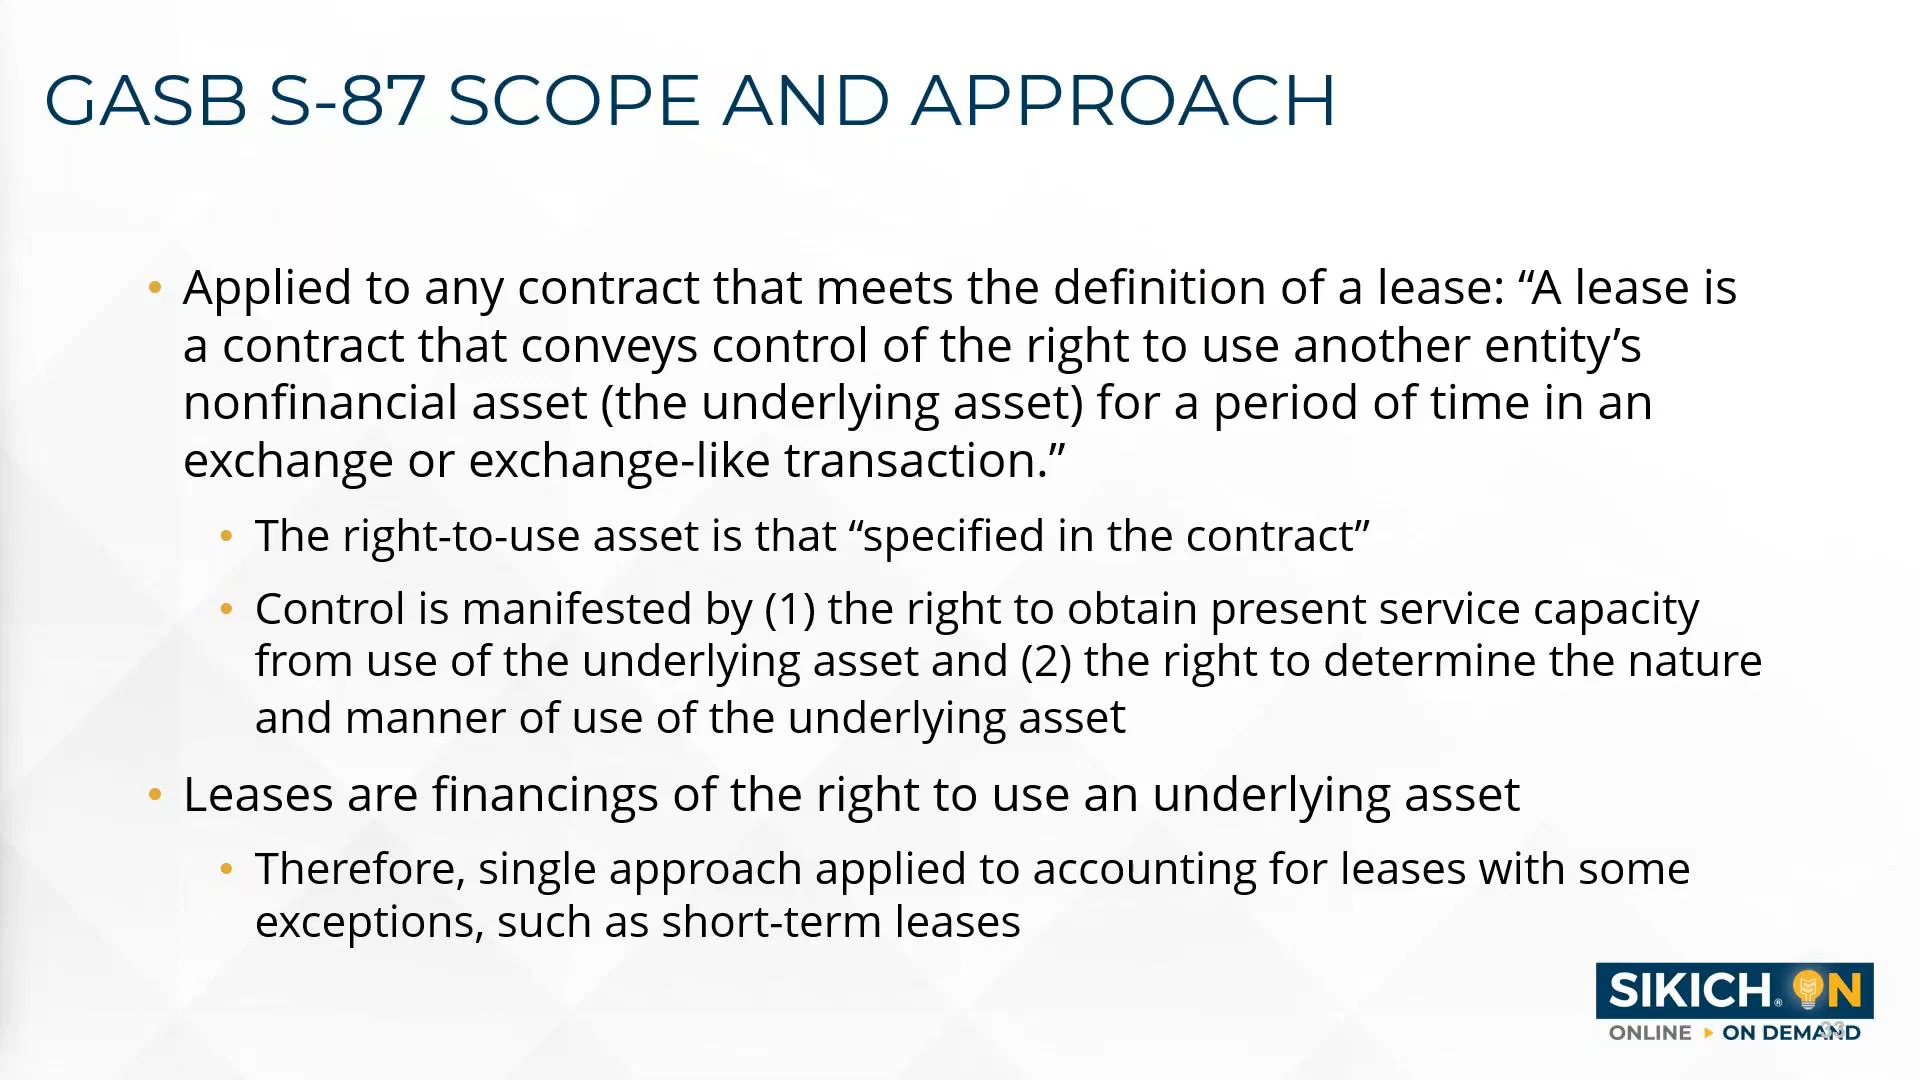 GASB S-87 SCOPE AND APPROACH
• Applied to any contract that meets the definition of a lease: “A lease is
a contract that conveys control of the right to use another entity’s
nonfinancial asset (the underlying asset) for a period of time in an
exchange or exchange-like transaction.”
• The right-to-use asset is that “specified in the contract”
• Control is manifested by (1) the right to obtain present service capacity
from use of the underlying asset and (2) the right to determine the nature
and manner of use of the underlying asset
• Leases are financings of the right to use an underlying asset
• Therefore, single approach applied to accounting for leases with some
exceptions, such as short-term leases
SIKICH® ON
ONLINE ▸ ON DEMAND
33